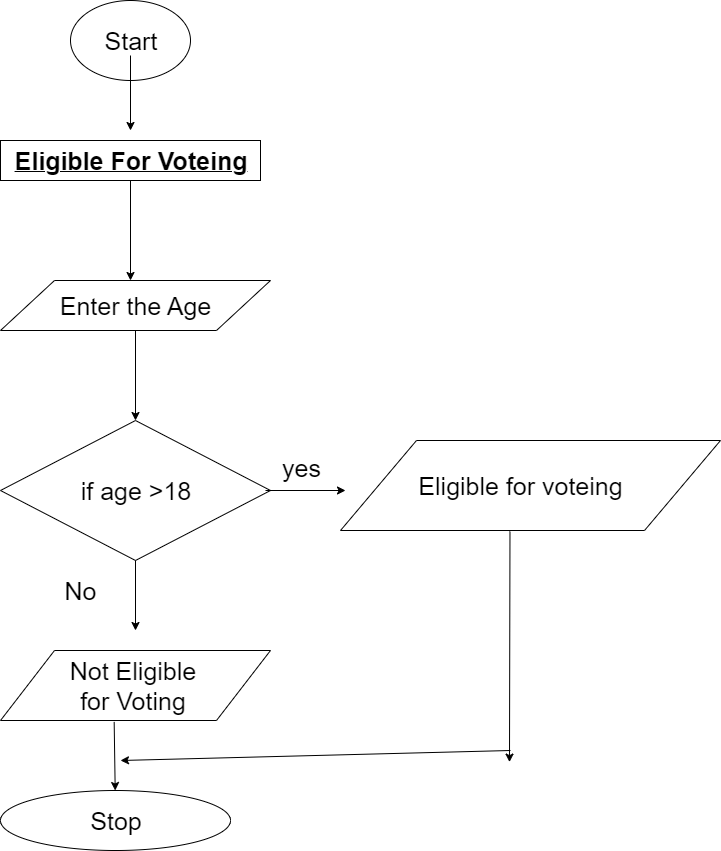 Start
Eligible For Voteing
Enter the Age
if age >18
yes
Eligible for voteing
No
Not Eligible
for Voting
Stop